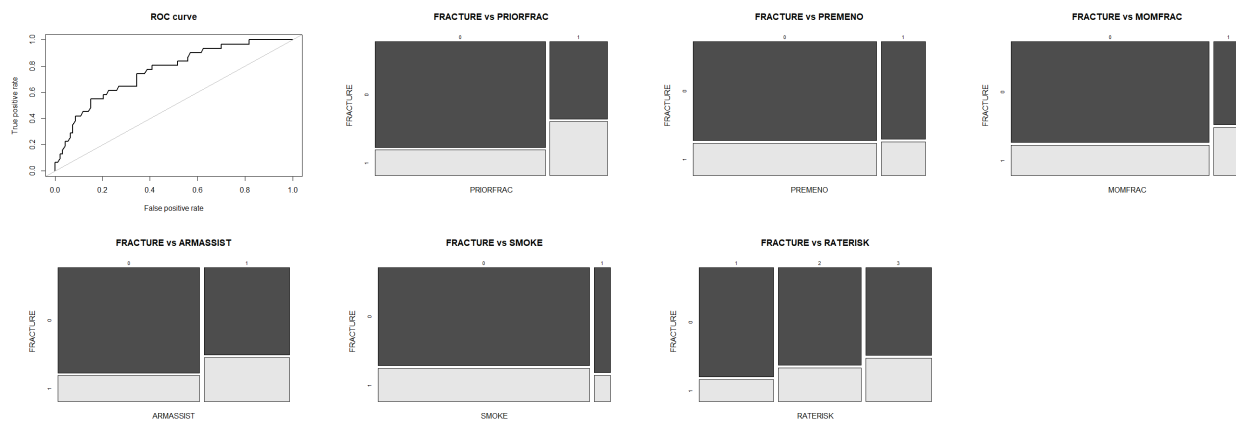 ROC curve
True positive rate
0.0 0.2 0.4 0.6 0.8 1.0
0.0 0.2 0.4 0.6 0.8 1.0
False positive rate
FRACTURE vs PRIORFRAC
0 1
FRACTURE
0
1
PRIORFRAC
FRACTURE vs PREMENO
0 1
FRACTURE
0
1
PREMENO
FRACTURE vs MOMFRAC
0 1
FRACTURE
0
1
MOMFRAC
FRACTURE vs ARMASSIST
0 1
FRACTURE
0
1
ARMASSIST
FRACTURE vs SMOKE
0 1
FRACTURE
0
1
SMOKE
FRACTURE vs RATERISK
1 2 3
FRACTURE
0
1
RATERISK